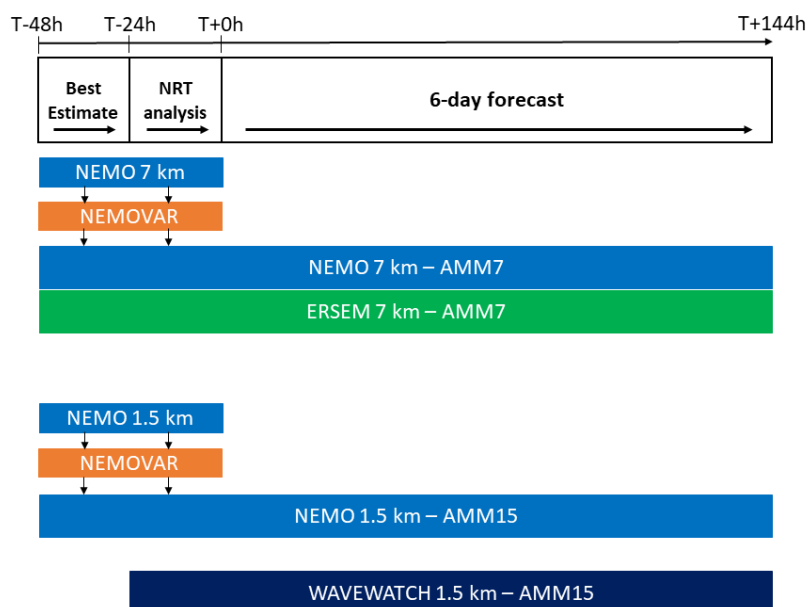 T-48h T-24h T+0h T+144h
Best
Estimate
NRT
analysis
6-day forecast
NEMO 7 km
NEMOVAR
NEMO 7 km – AMM7
ERSEM 7 km – AMM7
NEMO 1.5 km
NEMOVAR
NEMO 1.5 km – AMM15
WAVEWATCH 1.5 km – AMM15